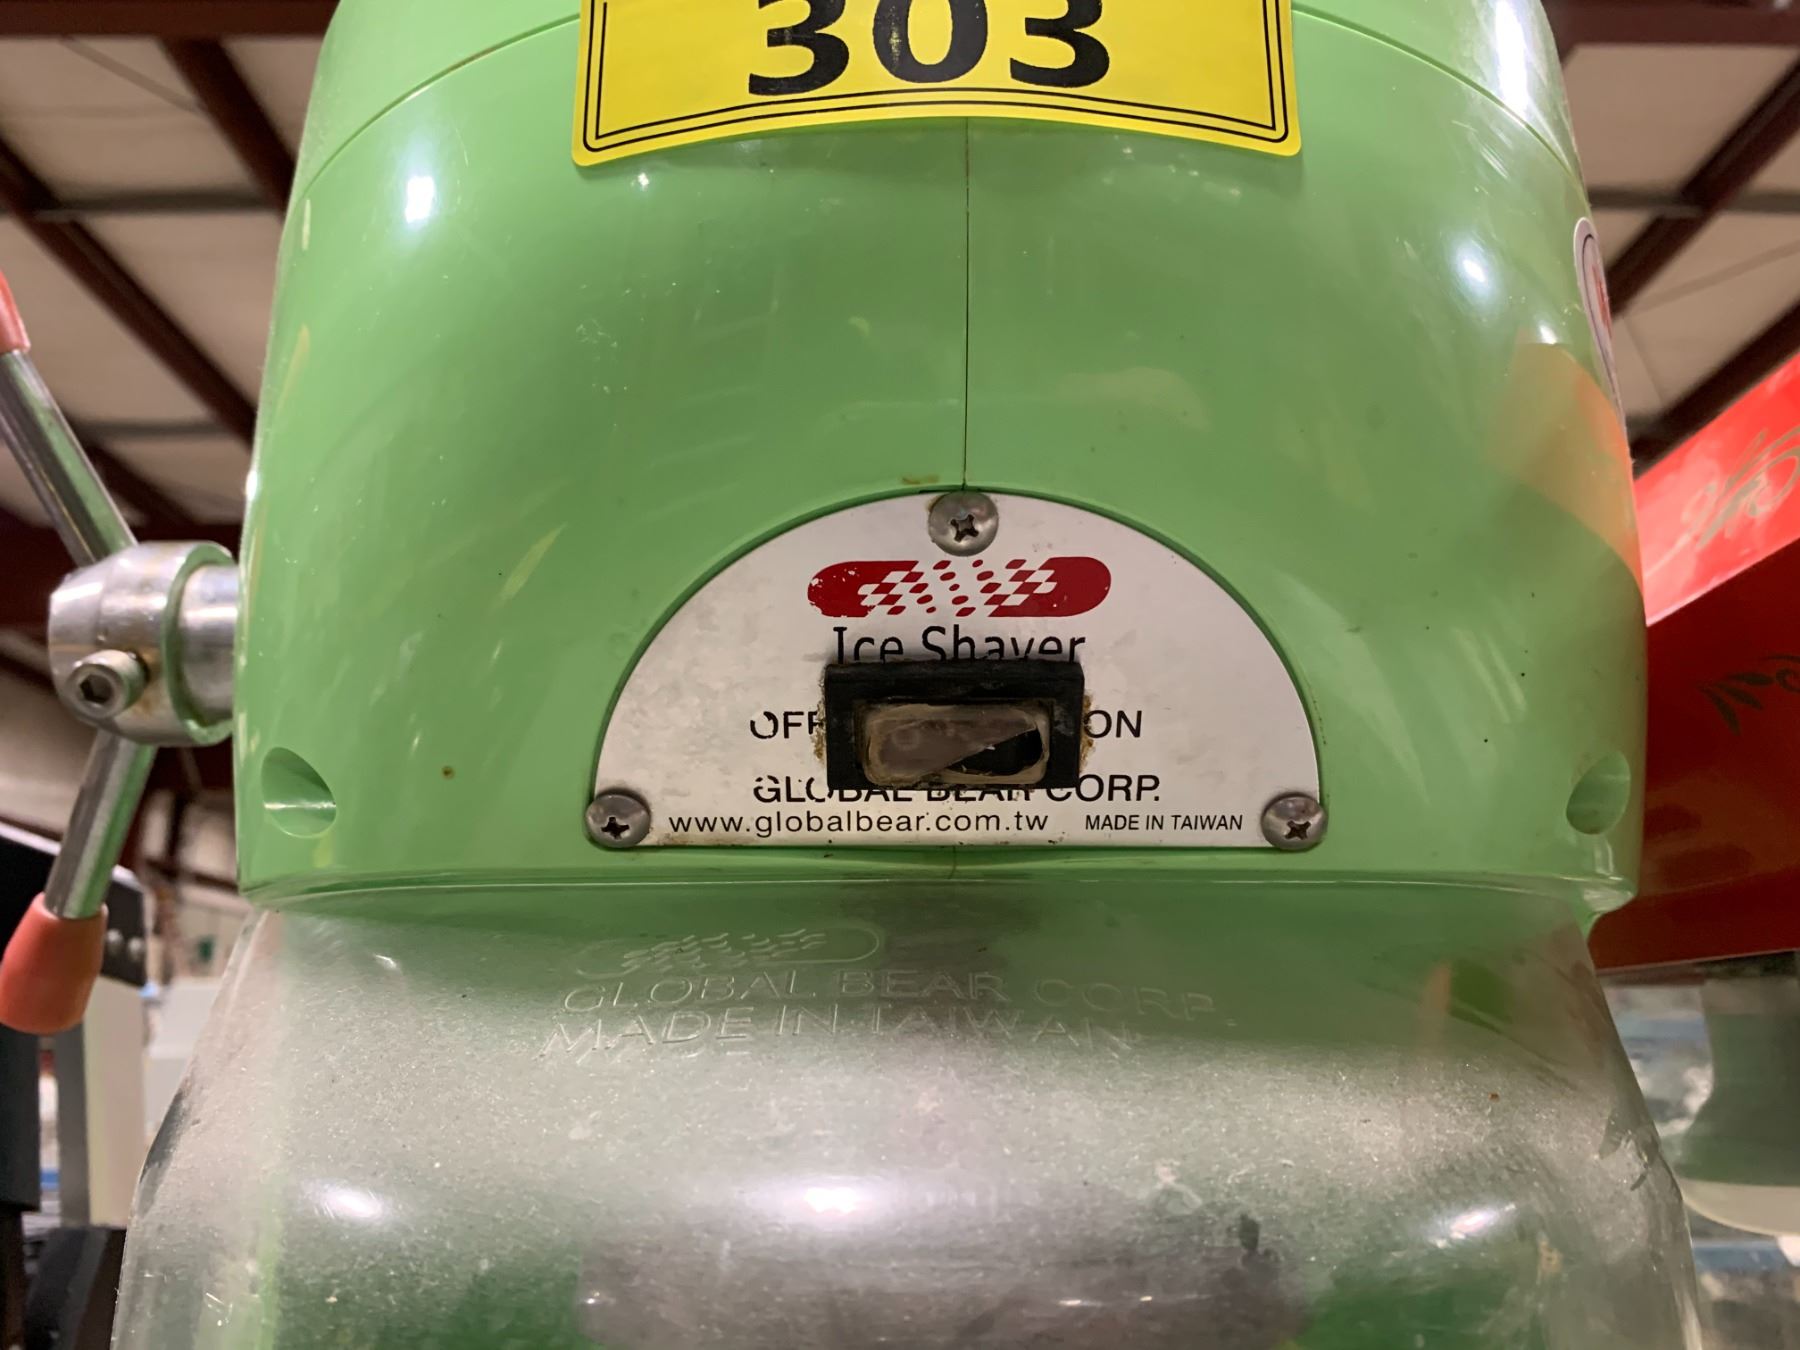 303
Ice Shaver
OFF ON
GLOBAL BEAR CORP.
www.globalbear.com.tw MADE IN TAIWAN
GLOBAL BEAR CORP.
MADE IN TAIWAN